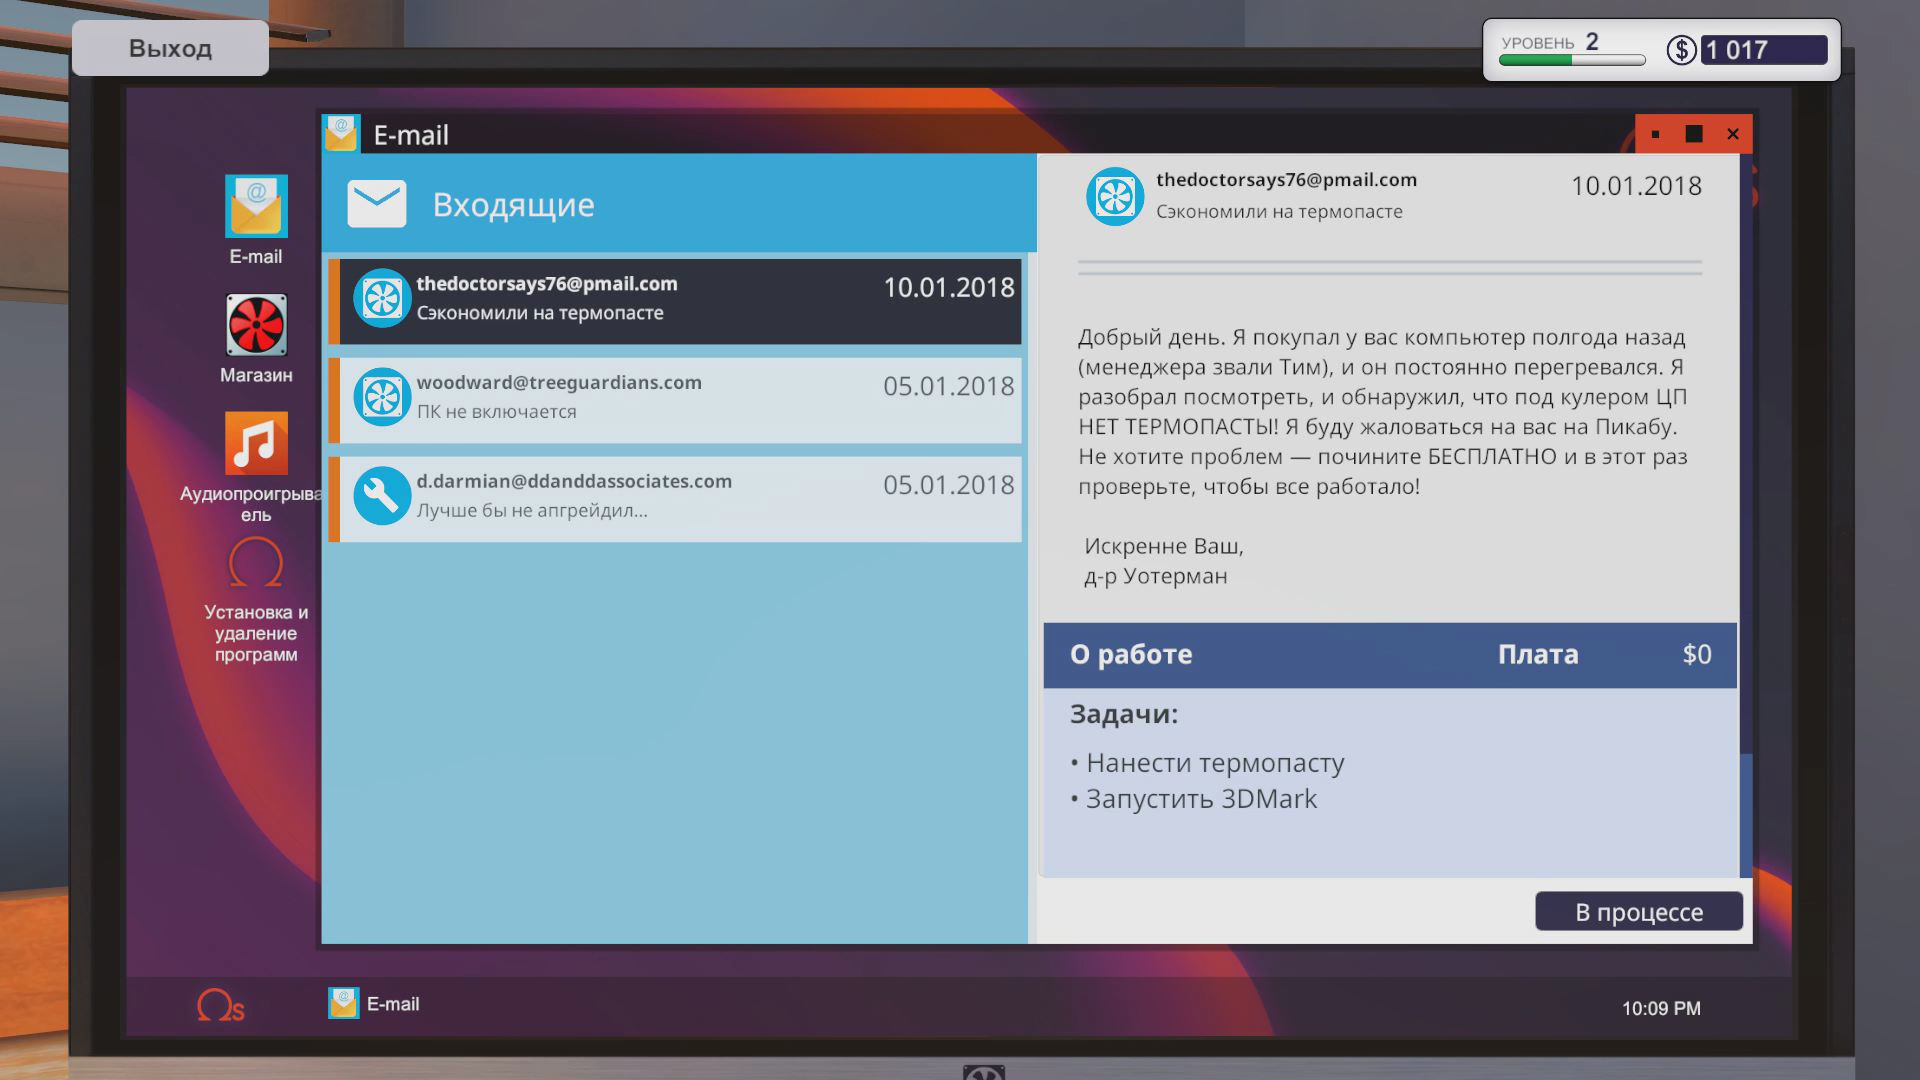 Выход
УРОВЕНЬ 2
$ 1 017
E-mail
E-mail
Магазин
Аудиопроигрыва
ель
Установка и
удаление
программ
Входящие
thedoctorsays76@pmail.com 10.01.2018
Сэкономили на термопасте
woodward@treeguardians.com 05.01.2018
ПК не включается
d.darmian@ddanddassociates.com 05.01.2018
Лучше бы не апгрейдил...
thedoctorsays76@pmail.com 10.01.2018
Сэкономили на термопасте
Добрый день. Я покупал у вас компьютер полгода назад
(менеджера звали Тим), и он постоянно перегревался. Я
разобрал посмотреть, и обнаружил, что под кулером ЦП
НЕТ ТЕРМОПАСТЫ! Я буду жаловаться на вас на Пикабу.
Не хотите проблем — почините БЕСПЛАТНО и в этот раз
проверьте, чтобы все работало!
Искренне Ваш,
д-р Уотерман
О работе Плата $0
Задачи:
• Нанести термопасту
• Запустить 3DMark
В процессе
Ωs
E-mail
10:09 PM